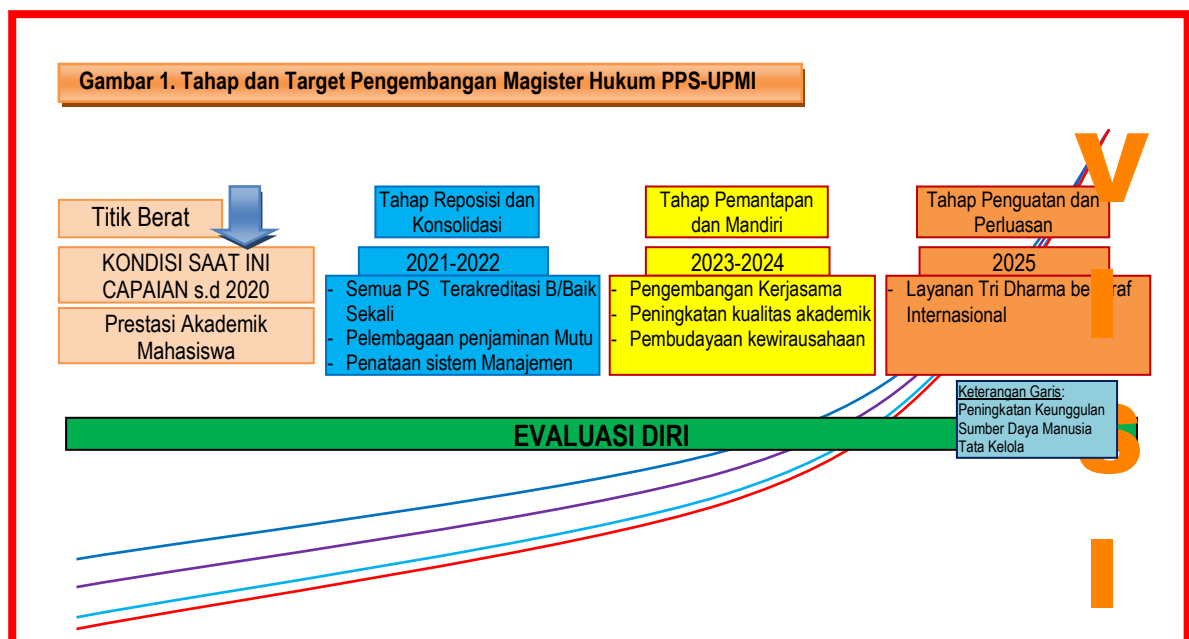 Gambar 1. Tahap dan Target Pengembangan Magister Hukum PPS-UPMI
Titik Berat
KONDISI SAAT INI
CAPAIAN s.d 2020
Prestasi Akademik
Mahasiswa
Tahap Reposisi dan
Konsolidasi
2021-2022
- Semua PS Terakreditasi B/Baik
Sekali
- Pelembagaan penjaminan Mutu
- Penataan sistem Manajemen
Tahap Pemantapan
dan Mandiri
2023-2024
- Pengembangan Kerjasama
- Peningkatan kualitas akademik
- Pembudayaan kewirausahaan
Tahap Penguatan dan
Perluasan
2025
- Layanan Tri Dharma
Internasional
EVALUASI DIRI
Keterangan Garis:
Peningkatan Keunggulan
Sumber Daya Manusia
Tata Kelola
V
I
S
I